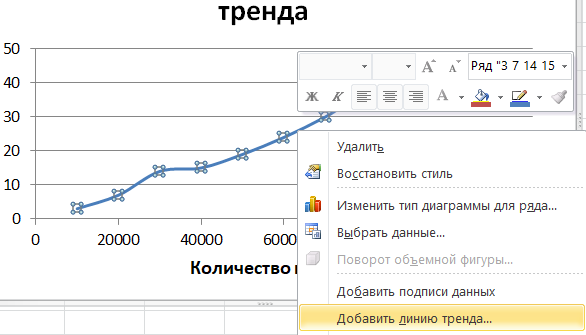 тренда
50
40
30
20
10
0
0 20000 40000 6000
Количество
Ряд "3 7 14 15
Ж К А
Удалить
Восстановить стиль
Изменить тип диаграммы для ряда...
Выбрать данные...
Поворот объемной фигуры...
Добавить подписи данных
Добавить линию тренда...